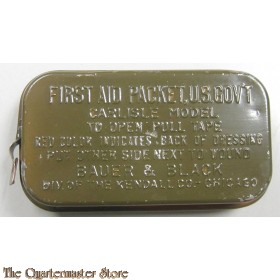 FIRST AID PACKET, U.S. GOV'T
CARLISLE MODEL
TO OPEN PULL TAPE
RED COLOR INDICATES BACK OF DRESSING
PUT OTHER SIDE NEXT TO WOUND
BAUER & BLACK
DIV. OF THE KENDALL CO. CHICAGO
The Quartermaster Store